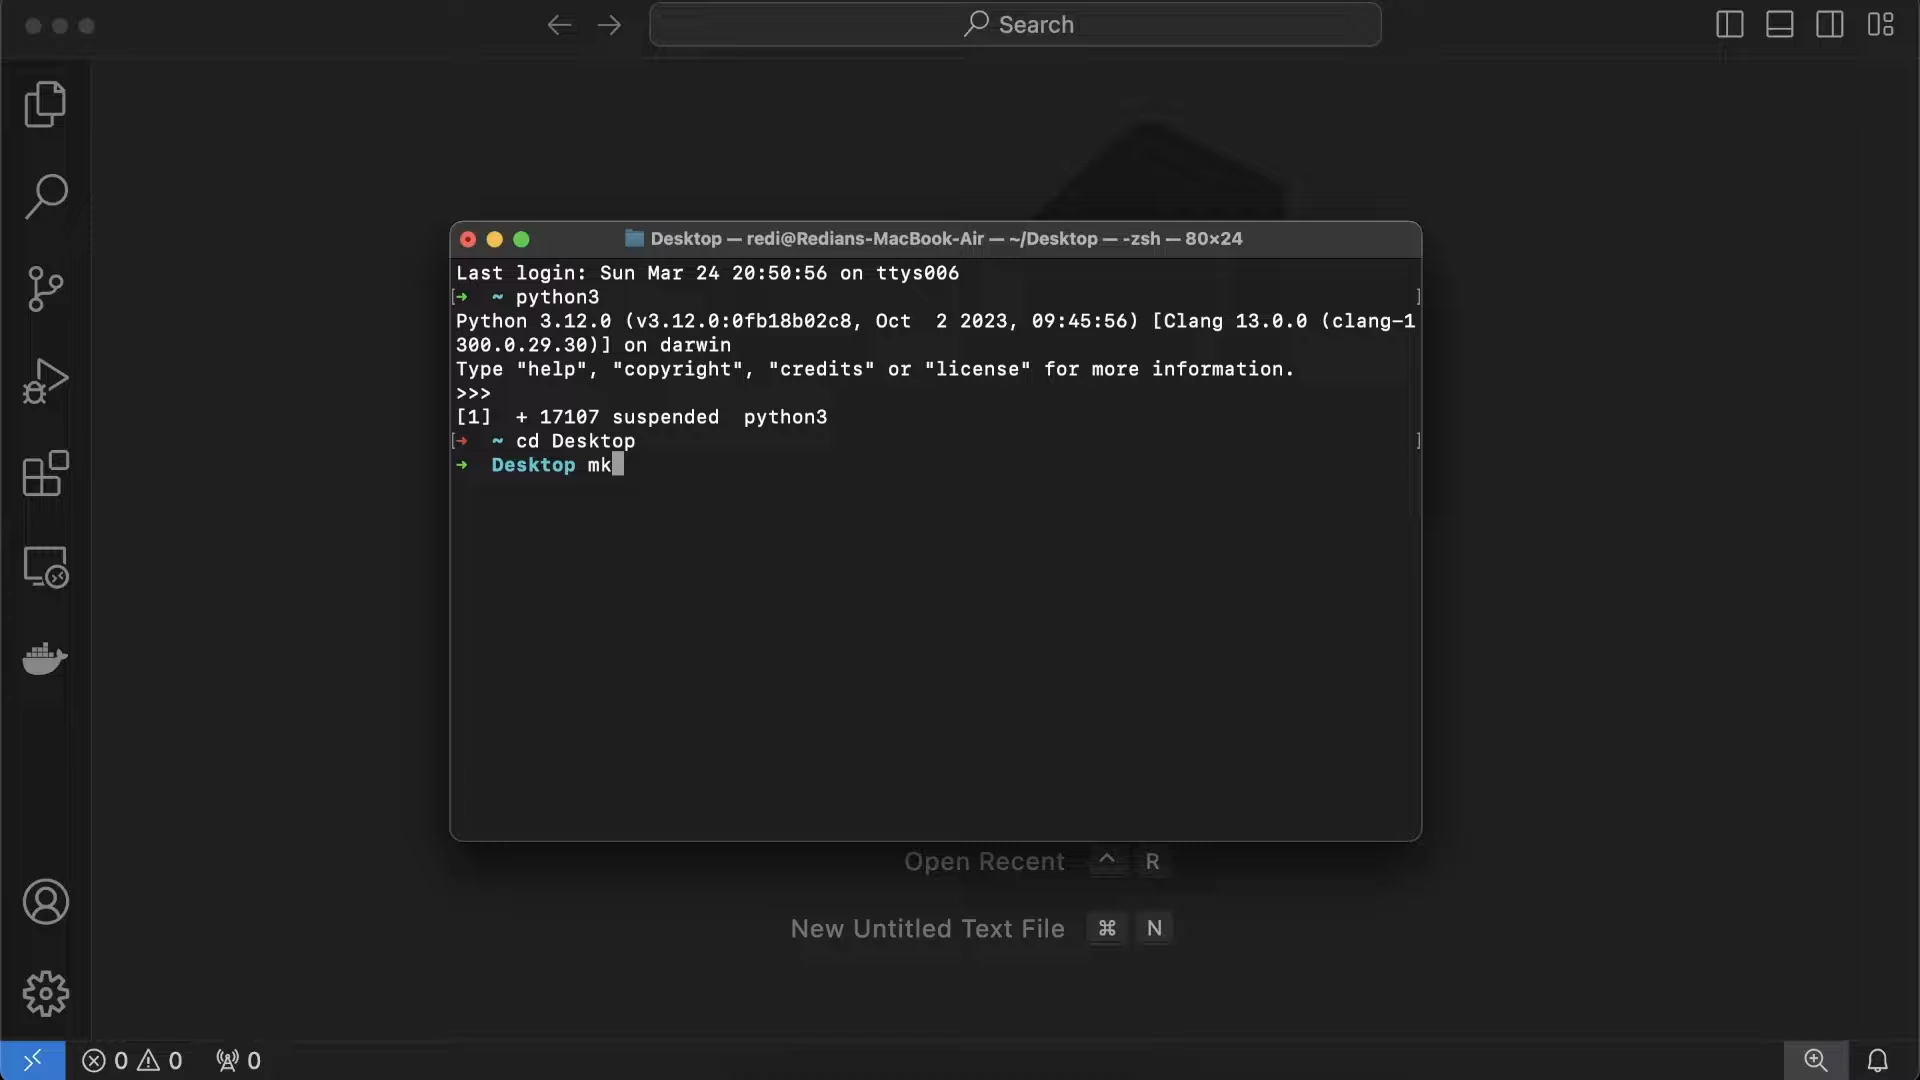 Search
Desktop — redi@Redians-MacBook-Air — ~/Desktop — -zsh — 80×24
Last login: Sun Mar 24 20:50:56 on ttys006
[➜  ~ python3 ]
Python 3.12.0 (v3.12.0:0fb18b02c8, Oct  2 2023, 09:45:56) [Clang 13.0.0 (clang-1
300.0.29.30)] on darwin
Type "help", "copyright", "credits" or "license" for more information.
>>>
[1]  + 17107 suspended  python3
[➜  ~ cd Desktop ]
➜  Desktop mk
Open Recent ^ R
New Untitled Text File ⌘ N
0 0 0